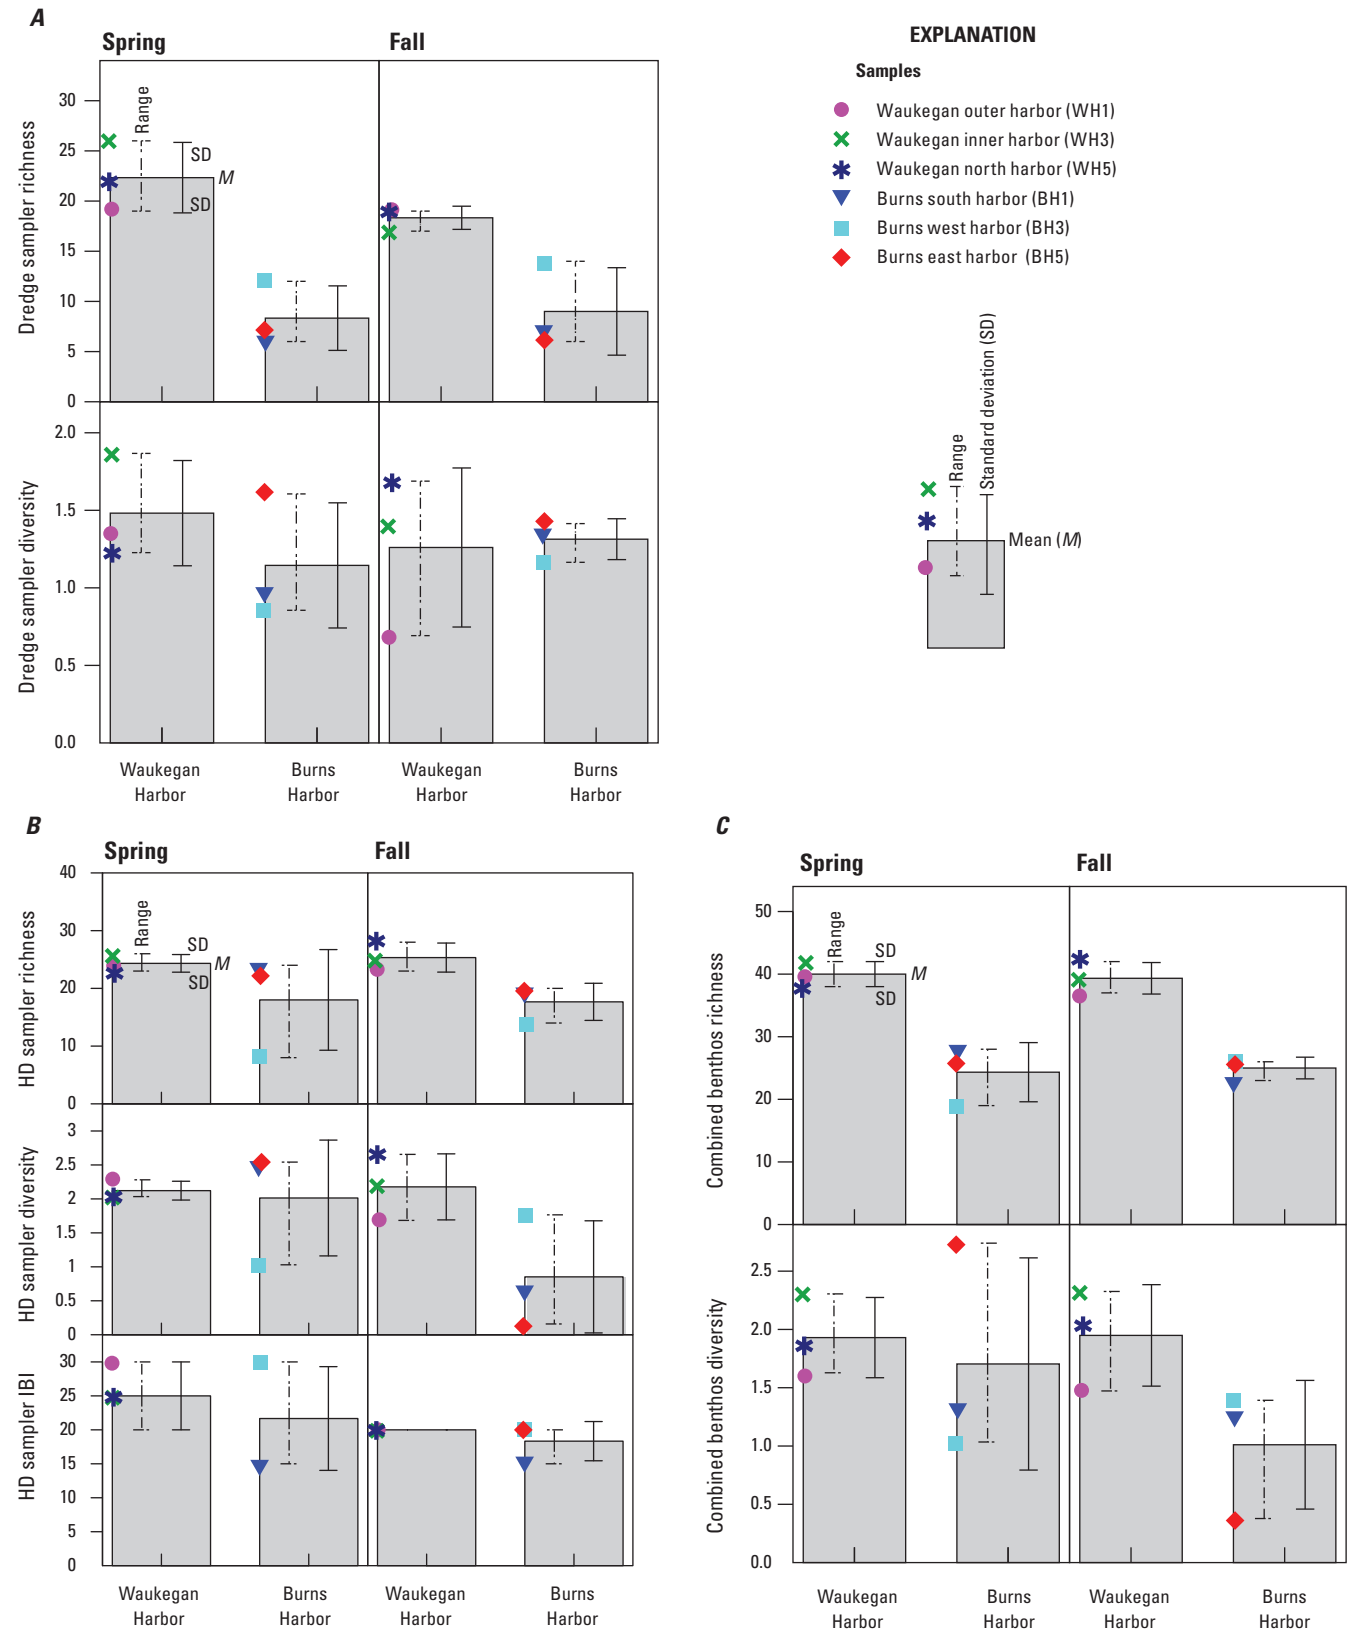 A
Spring
Fall
Dredge sampler richness
30
25
20
15
10
5
0
Range
SD
M
SD
Dredge sampler diversity
2.0
1.5
1.0
0.5
0.0
Waukegan
Harbor
Burns
Harbor
Waukegan
Harbor
Burns
Harbor
EXPLANATION
Samples
Waukegan outer harbor (WH1)
Waukegan inner harbor (WH3)
Waukegan north harbor (WH5)
Burns south harbor (BH1)
Burns west harbor (BH3)
Burns east harbor (BH5)
Range
Standard deviation (SD)
Mean (M)
B
Spring
Fall
HD sampler richness
40
30
20
10
0
Range
SD
M
SD
HD sampler diversity
3
2.5
2
1.5
1
0.5
0
HD sampler IBI
30
25
20
15
10
5
0
Waukegan
Harbor
Burns
Harbor
Waukegan
Harbor
Burns
Harbor
C
Spring
Fall
Combined benthos richness
50
40
30
20
10
0
Range
SD
M
SD
Combined benthos diversity
2.5
2.0
1.5
1.0
0.5
0.0
Waukegan
Harbor
Burns
Harbor
Waukegan
Harbor
Burns
Harbor